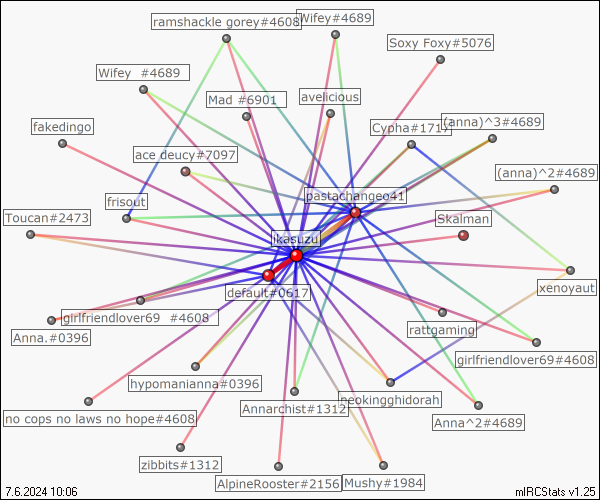 ramshackle gorey#4608
Wifey#4689
Soxy Foxy#5076
Wifey #4689
Mad #6901
avelicious
fakedingo
Cypha#1717
(anna)^3#4689
ace deucy#7097
(anna)^2#4689
frisout
pastachangeo41
Toucan#2473
Skaiman
ikasuzu
default#0617
xenoyaut
girlfriendlover69 #4608
Anna.#0396
rattgaming
girlfriendlover69#4608
hypomanianna#0396
neokingghidorah
no cops no laws no hope#4608
Annarchist#1312
Anna^2#4689
zibbits#1312
AlpineRooster#2156
Mushy#1984
7.6.2024 10:06
mIRCStats v1.25